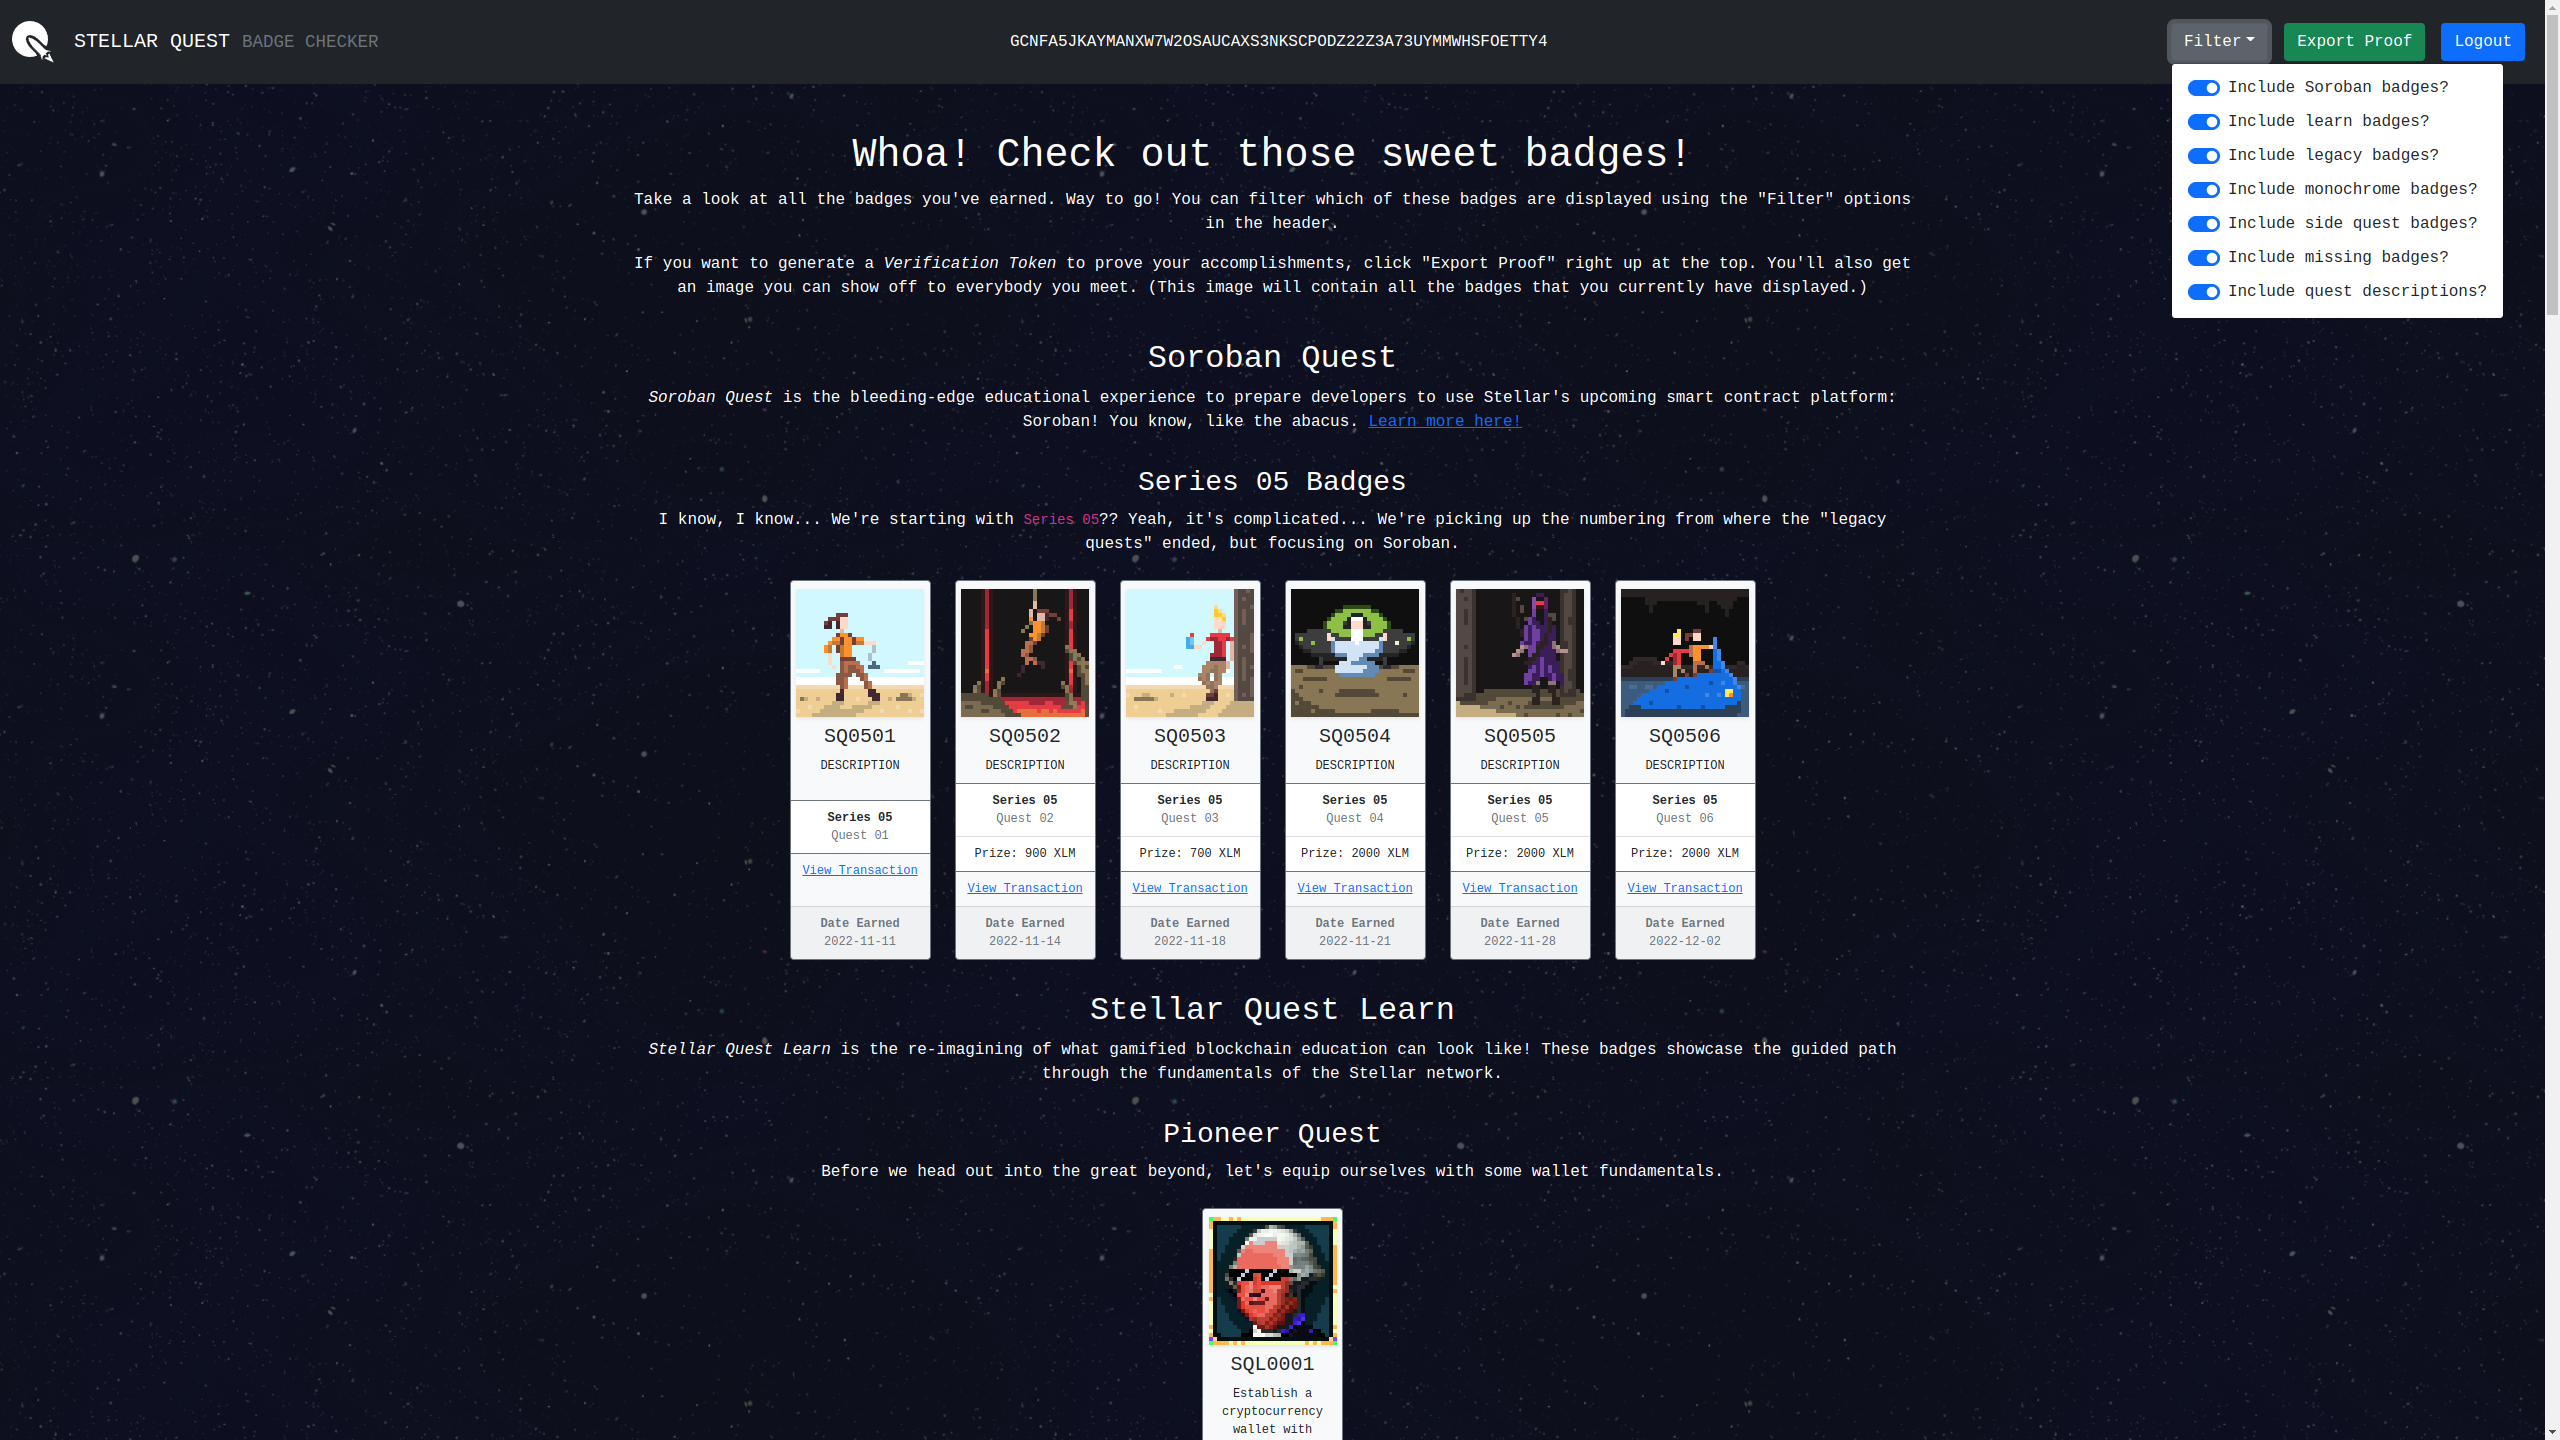 STELLAR QUEST BADGE CHECKER
GCNFA5JKAYMANXW7W2OSAUCAXS3NKSCPODZ22Z3A73UYMMWHSFOETTY4
Filter
Export Proof
Logout
Include Soroban badges?
Include learn badges?
Include legacy badges?
Include monochrome badges?
Include side quest badges?
Include missing badges?
Include quest descriptions?
Whoa! Check out those sweet badges!
Take a look at all the badges you've earned. Way to go! You can filter which of these badges are displayed using the "Filter" options
in the header.
If you want to generate a Verification Token to prove your accomplishments, click "Export Proof" right up at the top. You'll also get
an image you can show off to everybody you meet. (This image will contain all the badges that you currently have displayed.)
Soroban Quest
Soroban Quest is the bleeding-edge educational experience to prepare developers to use Stellar's upcoming smart contract platform:
Soroban! You know, like the abacus. Learn more here!
Series 05 Badges
I know, I know... We're starting with Series 05?? Yeah, it's complicated... We're picking up the numbering from where the "legacy
quests" ended, but focusing on Soroban.
SQ0501
DESCRIPTION
Series 05
Quest 01
View Transaction
Date Earned
2022-11-11
SQ0502
DESCRIPTION
Series 05
Quest 02
Prize: 900 XLM
View Transaction
Date Earned
2022-11-14
SQ0503
DESCRIPTION
Series 05
Quest 03
Prize: 700 XLM
View Transaction
Date Earned
2022-11-18
SQ0504
DESCRIPTION
Series 05
Quest 04
Prize: 2000 XLM
View Transaction
Date Earned
2022-11-21
SQ0505
DESCRIPTION
Series 05
Quest 05
Prize: 2000 XLM
View Transaction
Date Earned
2022-11-28
SQ0506
DESCRIPTION
Series 05
Quest 06
Prize: 2000 XLM
View Transaction
Date Earned
2022-12-02
Stellar Quest Learn
Stellar Quest Learn is the re-imagining of what gamified blockchain education can look like! These badges showcase the guided path
through the fundamentals of the Stellar network.
Pioneer Quest
Before we head out into the great beyond, let's equip ourselves with some wallet fundamentals.
SQL0001
Establish a
cryptocurrency
wallet with